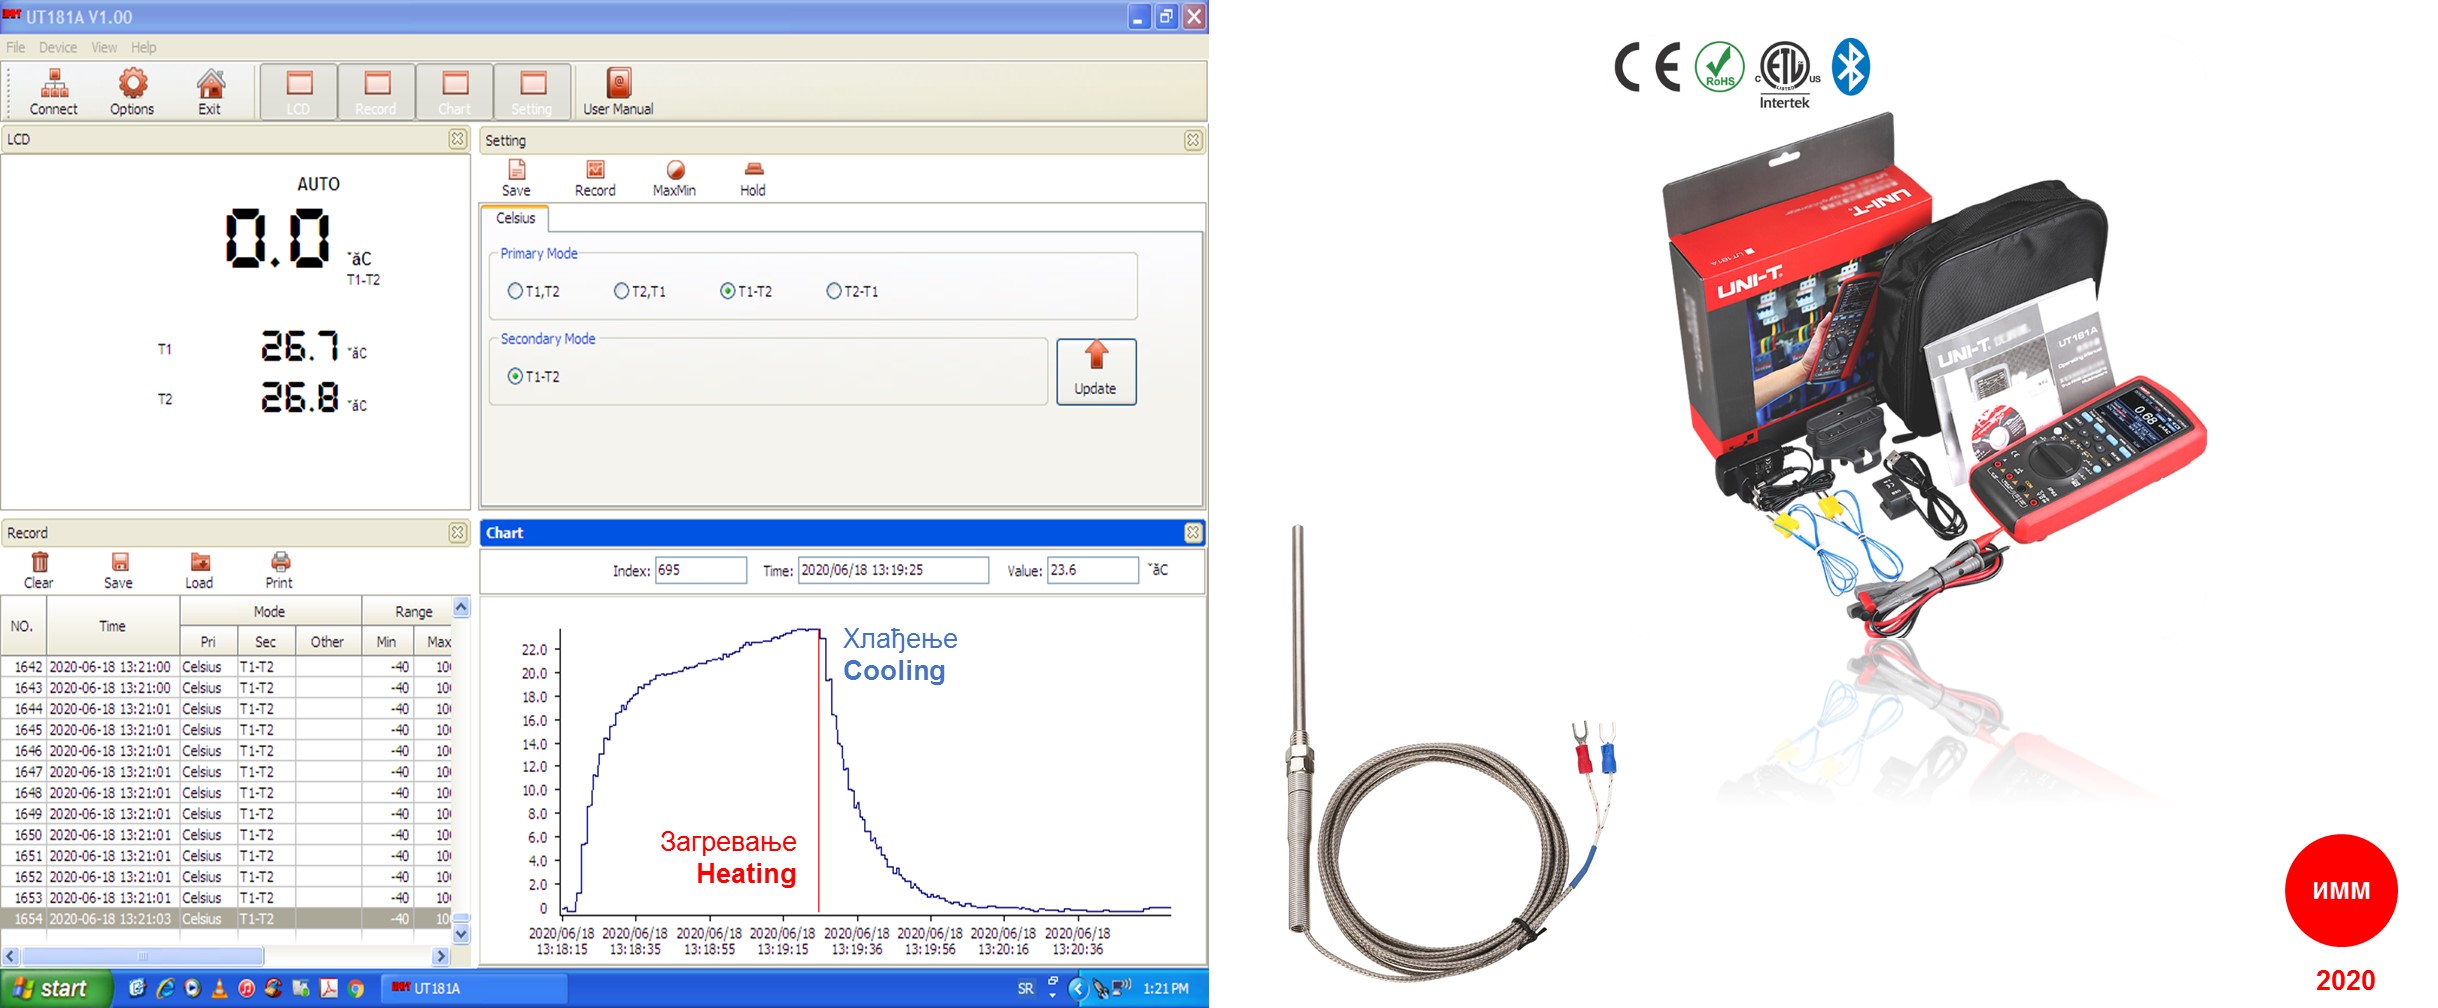 UT181A V1.00
File Device View Help
Connect Options Exit LCD Record Chart Setting User Manual
LCD
AUTO
0.0 ˇăC
T1-T2
T1 26.7 ˇăC
T2 26.8 ˇăC
Setting
Save Record MaxMin Hold
Celsius
Primary Mode
T1,T2 T2,T1 T1-T2 T2-T1
Secondary Mode
T1-T2
Update
Record
Clear Save Load Print
NO. Time Mode Range
Pri Sec Other Min Max
1642 2020-06-18 13:21:00 Celsius T1-T2 -40 10
1643 2020-06-18 13:21:00 Celsius T1-T2 -40 10
1644 2020-06-18 13:21:01 Celsius T1-T2 -40 10
1645 2020-06-18 13:21:01 Celsius T1-T2 -40 10
1646 2020-06-18 13:21:01 Celsius T1-T2 -40 10
1647 2020-06-18 13:21:01 Celsius T1-T2 -40 10
1648 2020-06-18 13:21:01 Celsius T1-T2 -40 10
1649 2020-06-18 13:21:01 Celsius T1-T2 -40 10
1650 2020-06-18 13:21:01 Celsius T1-T2 -40 10
1651 2020-06-18 13:21:01 Celsius T1-T2 -40 10
1652 2020-06-18 13:21:01 Celsius T1-T2 -40 10
1653 2020-06-18 13:21:01 Celsius T1-T2 -40 10
1654 2020-06-18 13:21:03 Celsius T1-T2 -40 10
Chart
Index: 695 Time: 2020/06/18 13:19:25 Value: 23.6 ˇăC
22.0
20.0
18.0
16.0
14.0
12.0
10.0
8.0
6.0
4.0
2.0
0
Хлађење
Cooling
Загревање
Heating
2020/06/18 2020/06/18 2020/06/18 2020/06/18 2020/06/18 2020/06/18 2020/06/18 2020/06/18
13:18:15 13:18:35 13:18:55 13:19:15 13:19:36 13:19:56 13:20:16 13:20:36
start UT181A SR 1:21 PM
CE RoHS C ETL US
LISTED
Intertek
UNI-T
UT181A
UNI-T
UNI-T
UT181A
0.68
ИММ
2020